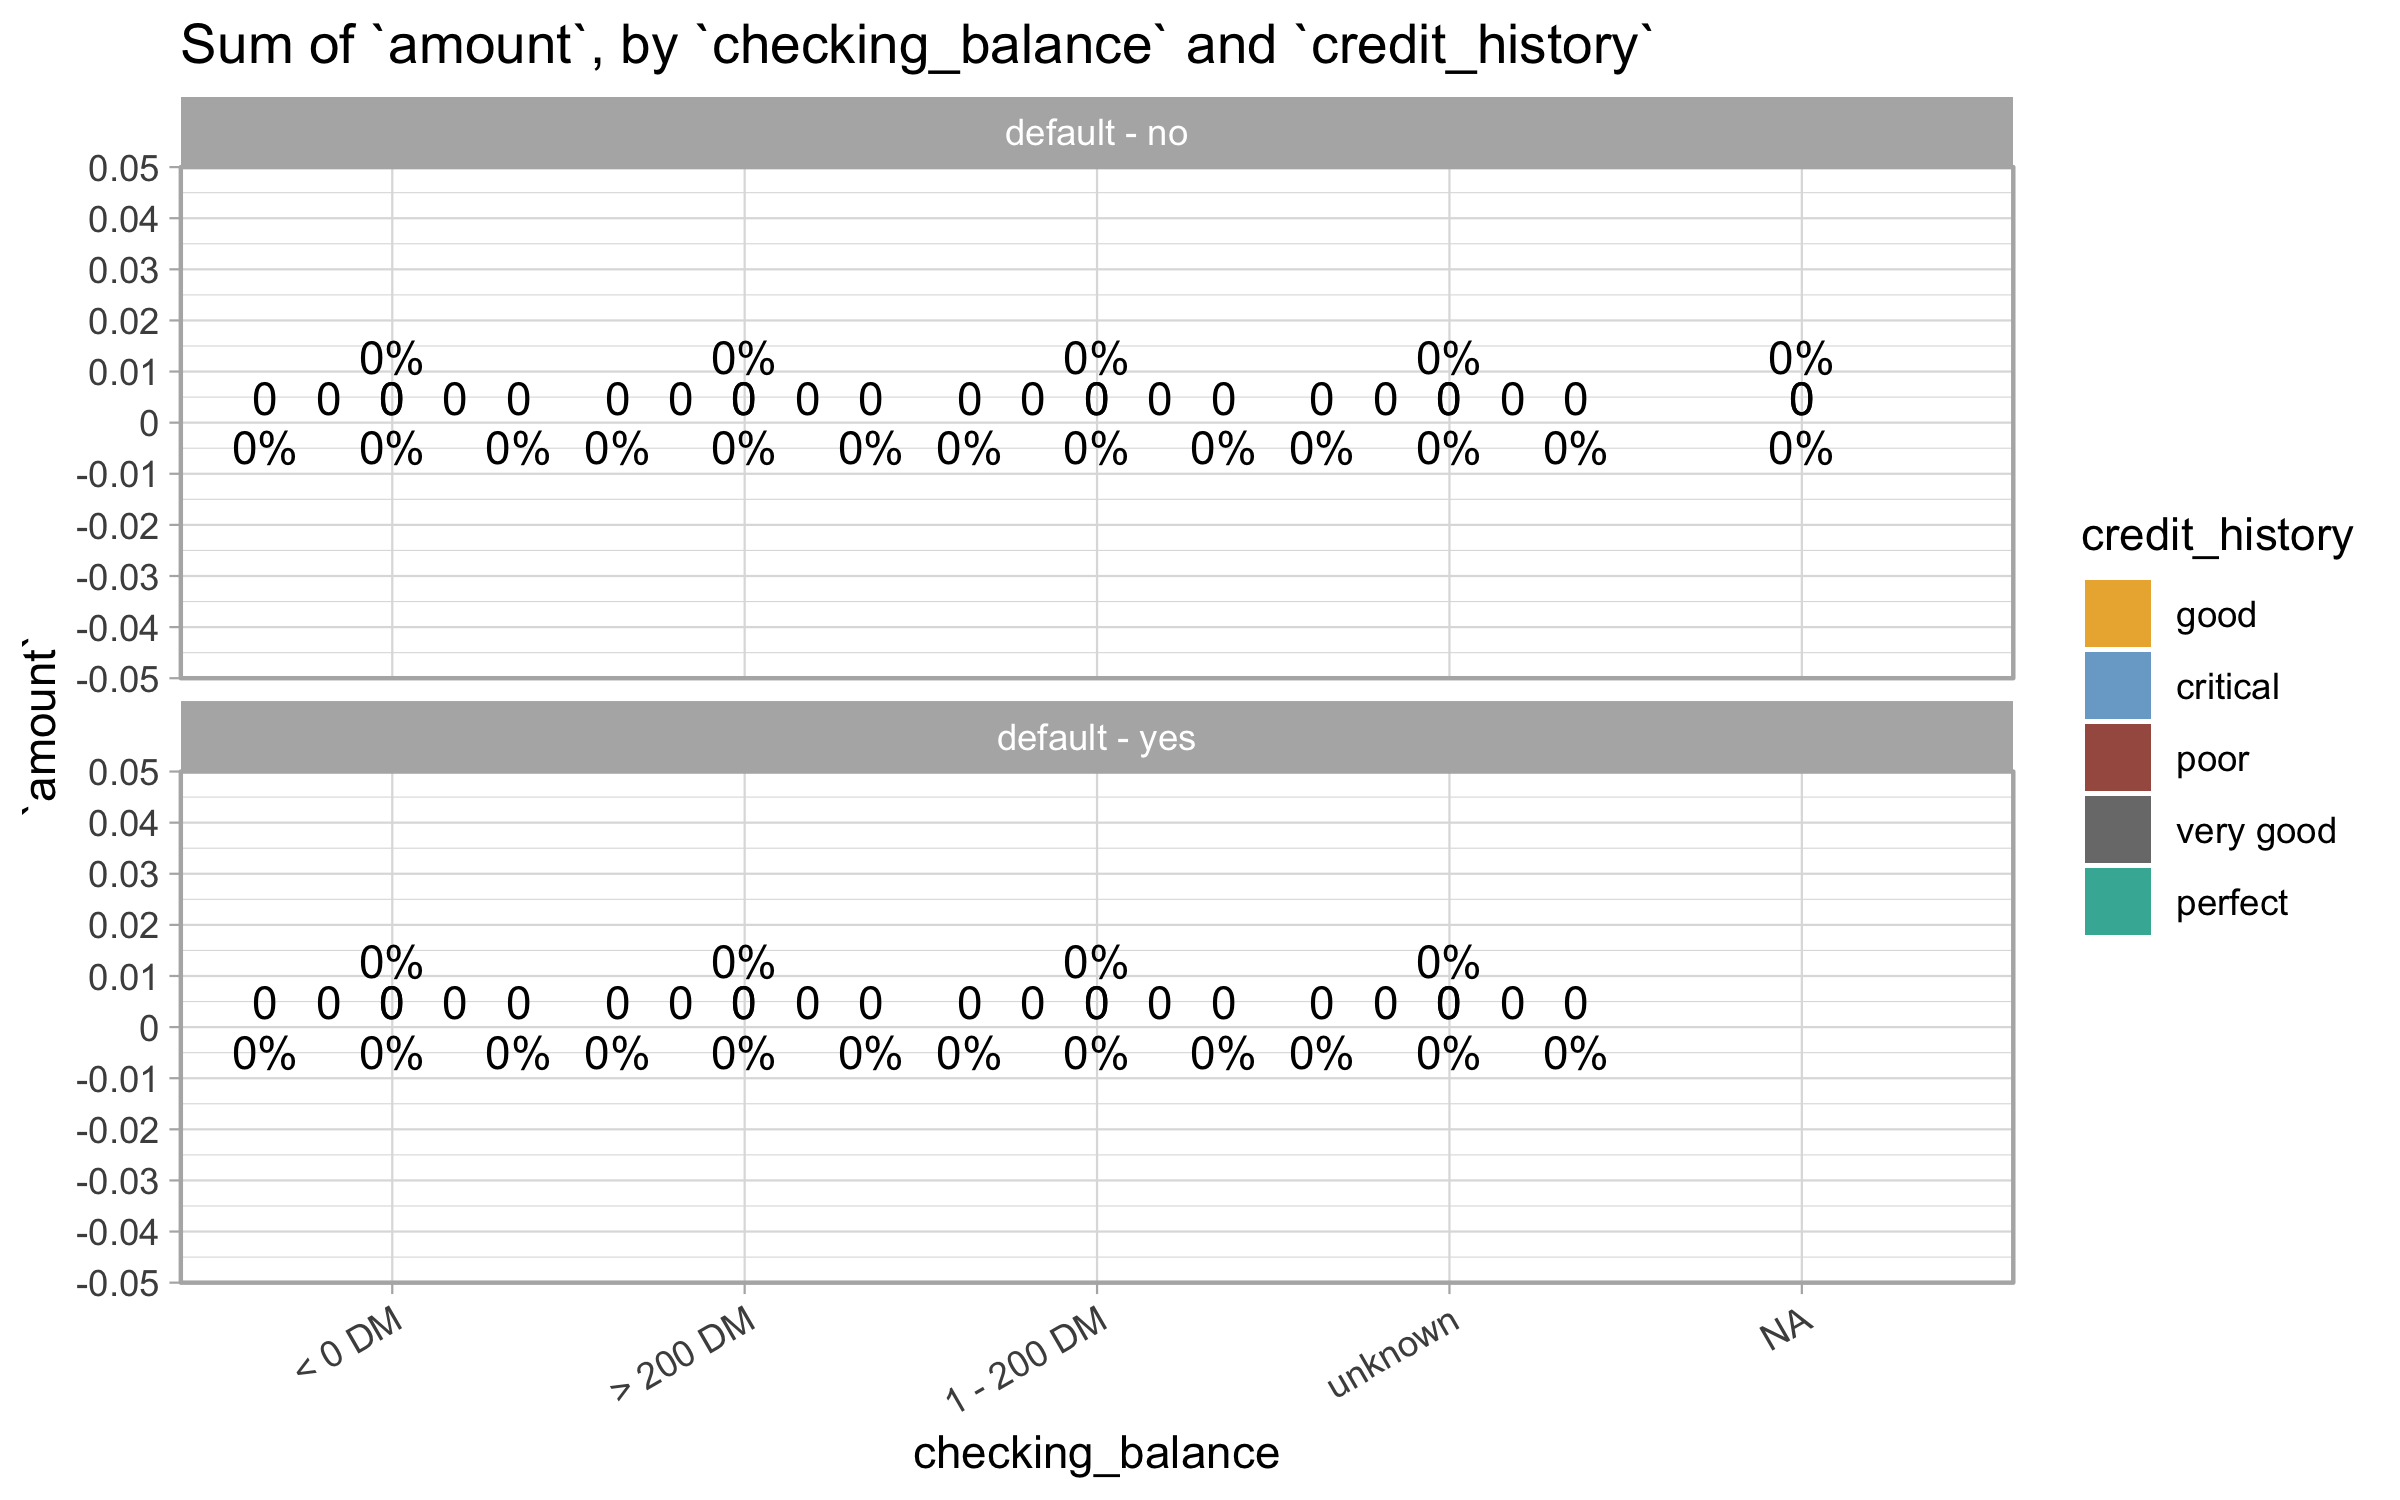 Sum of `amount`, by `checking_balance` and `credit_history`
default - no
0.05
0.04
0.03
0.02
0.01
0
-0.01
-0.02
-0.03
-0.04
-0.05
0% 0% 0% 0% 0%
0 0 0 0 0 0 0 0 0 0 0 0 0 0 0 0 0 0 0 0 0
0% 0% 0% 0% 0% 0% 0% 0% 0% 0% 0% 0% 0%
`amount`
default - yes
0.05
0.04
0.03
0.02
0.01
0
-0.01
-0.02
-0.03
-0.04
-0.05
0% 0% 0% 0%
0 0 0 0 0 0 0 0 0 0 0 0 0 0 0 0 0 0 0 0
0% 0% 0% 0% 0% 0% 0% 0% 0% 0% 0% 0%
< 0 DM
> 200 DM
1 - 200 DM
unknown
NA
checking_balance
credit_history
good
critical
poor
very good
perfect